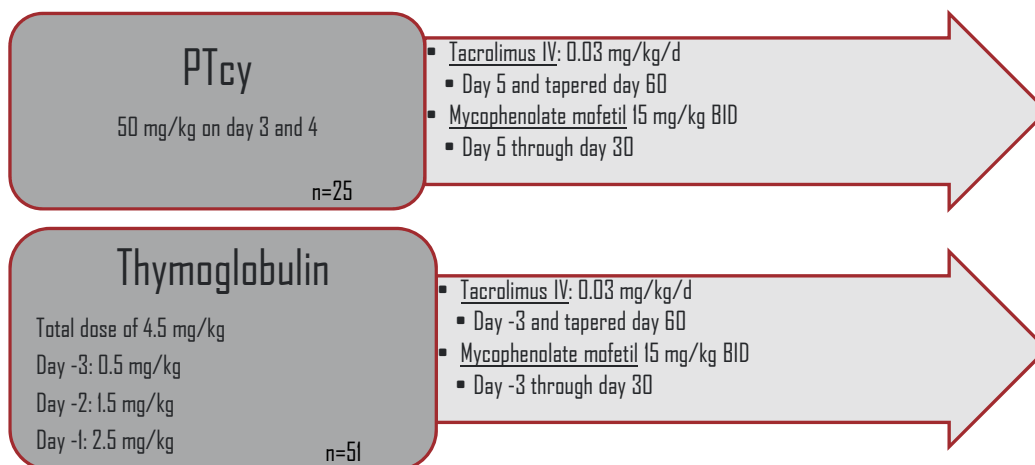 PTcy
50 mg/kg on day 3 and 4
n=25
▪ Tacrolimus IV: 0.03 mg/kg/d
▪ Day 5 and tapered day 60
▪ Mycophenolate mofetil 15 mg/kg BID
▪ Day 5 through day 30
Thymoglobulin
Total dose of 4.5 mg/kg
Day -3: 0.5 mg/kg
Day -2: 1.5 mg/kg
Day -1: 2.5 mg/kg
n=51
▪ Tacrolimus IV: 0.03 mg/kg/d
▪ Day -3 and tapered day 60
▪ Mycophenolate mofetil 15 mg/kg BID
▪ Day -3 through day 30